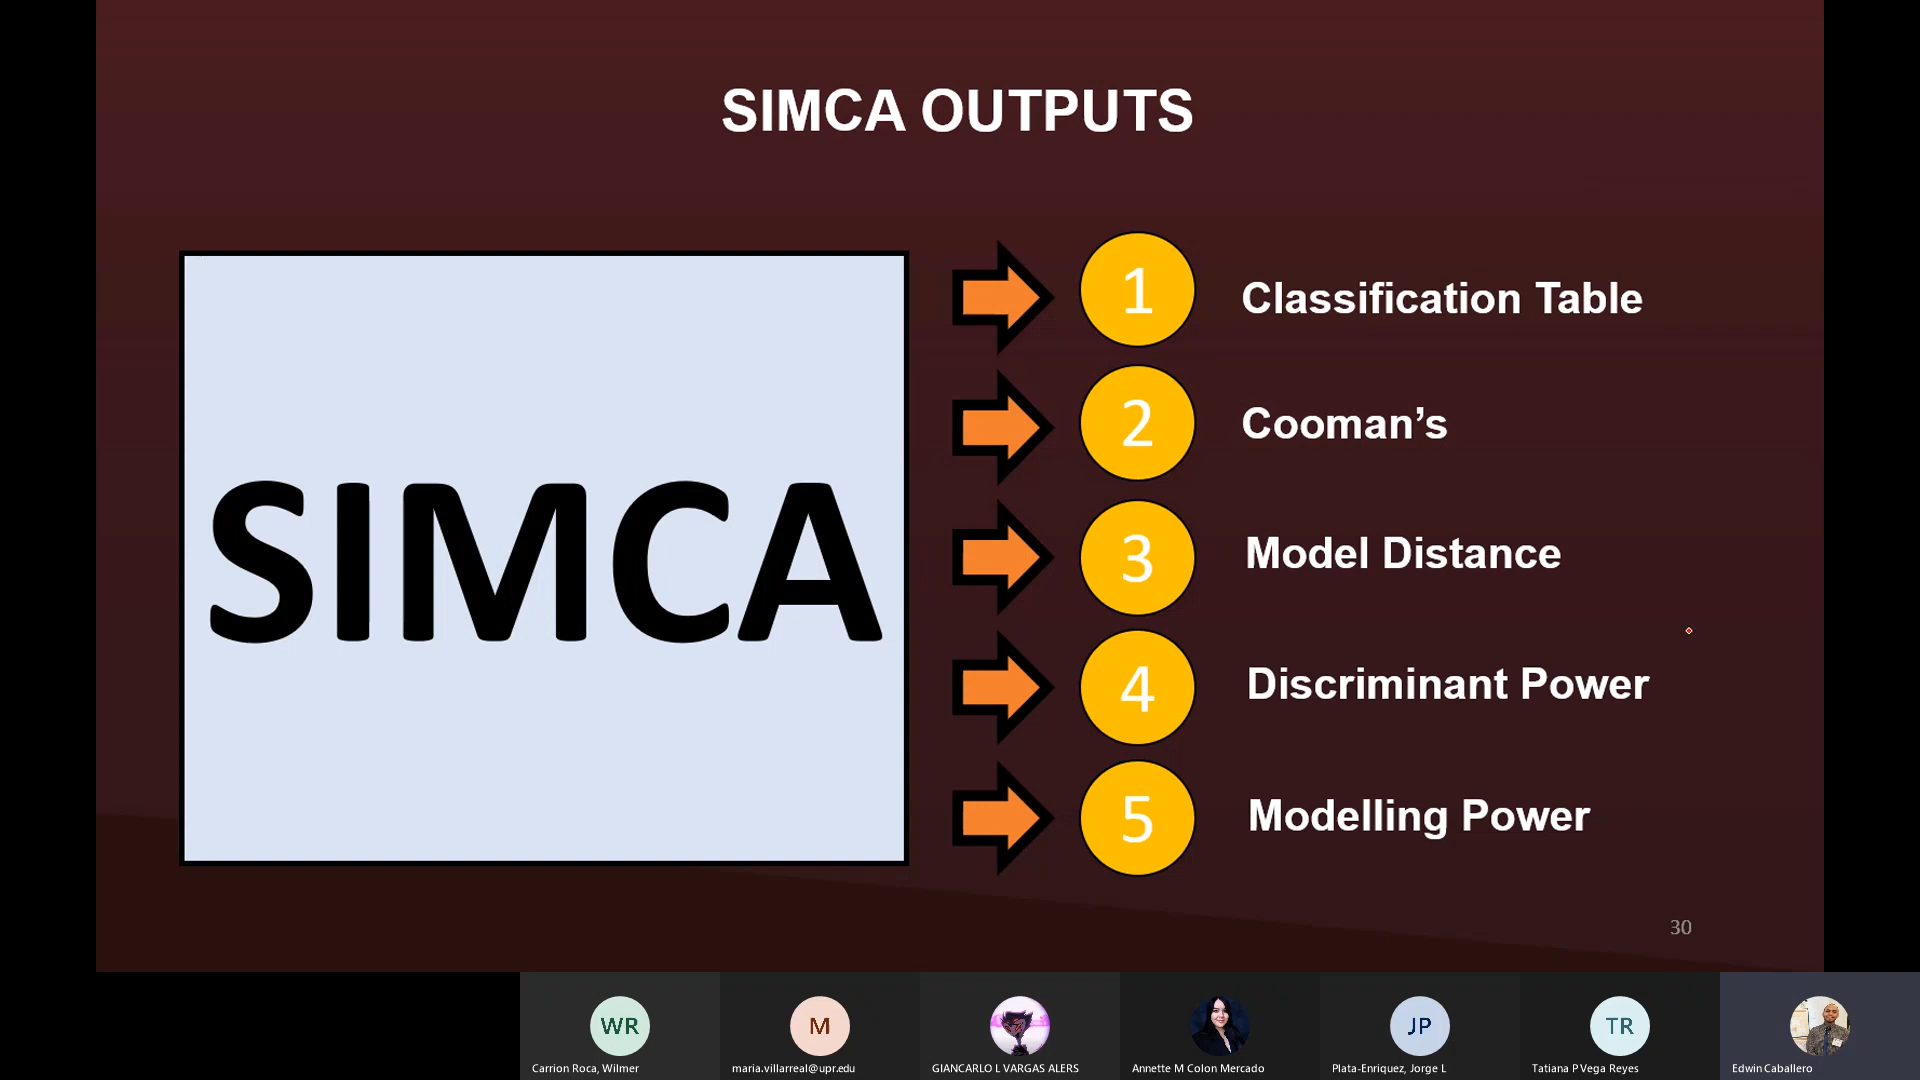 SIMCA OUTPUTS
SIMCA
1 Classification Table
2 Cooman’s
3 Model Distance
4 Discriminant Power
5 Modelling Power
30
WR
M
JP
TR
Carrion Roca, Wilmer
maria.villarreal@upr.edu
GIANCARLO L VARGAS ALERS
Annette M Colon Mercado
Plata-Enriquez, Jorge L
Tatiana P Vega Reyes
Edwin Caballero